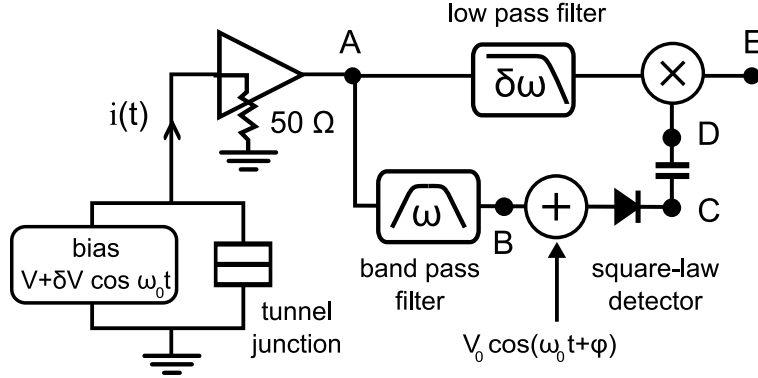 low pass filter
A
E
δω
×
i(t)
50 Ω
D
bias
V+δV cos ω₀t
ω
+
B
C
band pass
filter
square-law
detector
tunnel
junction
V₀ cos(ω₀t+φ)